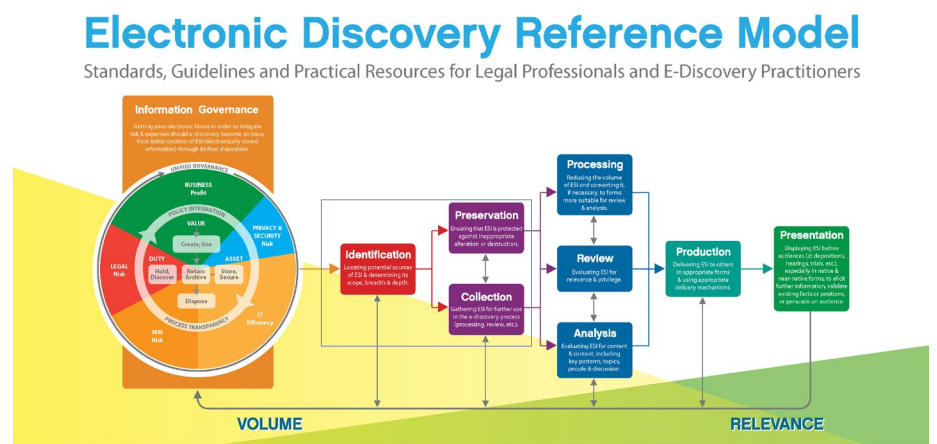 Electronic Discovery Reference Model
Standards, Guidelines and Practical Resources for Legal Professionals and E-Discovery Practitioners
Information Governance
Getting your electronic house in order to mitigate
risk & expenses should e-discovery become an issue,
from initial creation of ESI (electronically stored
information) through its final disposition.
UNIFIED GOVERNANCE
BUSINESS
Profit
POLICY INTEGRATION
VALUE
Create, Use
PRIVACY &
SECURITY
Risk
LEGAL
Risk
DUTY
ASSET
Hold,
Discover
Retain
Archive
Store,
Secure
Dispose
PROCESS TRANSPARENCY
RIM
Risk
IT
Efficiency
Identification
Locating potential sources
of ESI & determining its
scope, breadth & depth.
Preservation
Ensuring that ESI is protected
against inappropriate
alteration or destruction.
Collection
Gathering ESI for further use
in the e-discovery process
(processing, review, etc.).
Processing
Reducing the volume
of ESI and converting it,
if necessary, to forms
more suitable for review
& analysis.
Review
Evaluating ESI for
relevance & privilege.
Analysis
Evaluating ESI for content
& context, including
key patterns, topics,
people & discussion.
Production
Delivering ESI to others
in appropriate forms
& using appropriate
delivery mechanisms.
Presentation
Displaying ESI before
audiences (at depositions,
hearings, trials, etc.),
especially in native &
near-native forms, to elicit
further information, validate
existing facts or positions,
or persuade an audience.
VOLUME
RELEVANCE